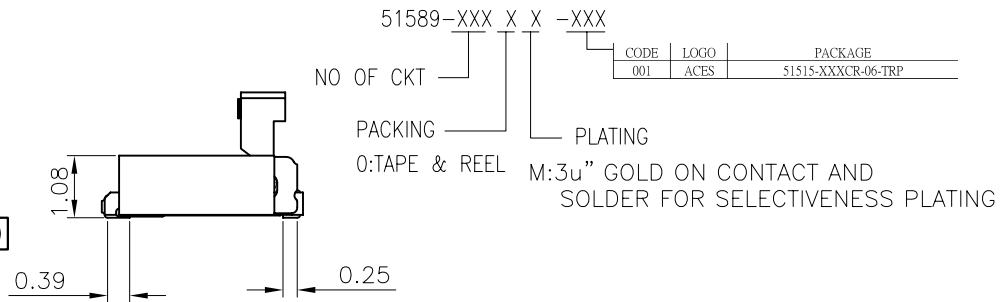 51589-XXX X X -XXX
CODE LOGO PACKAGE
001 ACES 51515-XXXCR-06-TRP
NO OF CKT
PACKING
0:TAPE & REEL
PLATING
M:3u" GOLD ON CONTACT AND
SOLDER FOR SELECTIVENESS PLATING
1.08
0.39
0.25